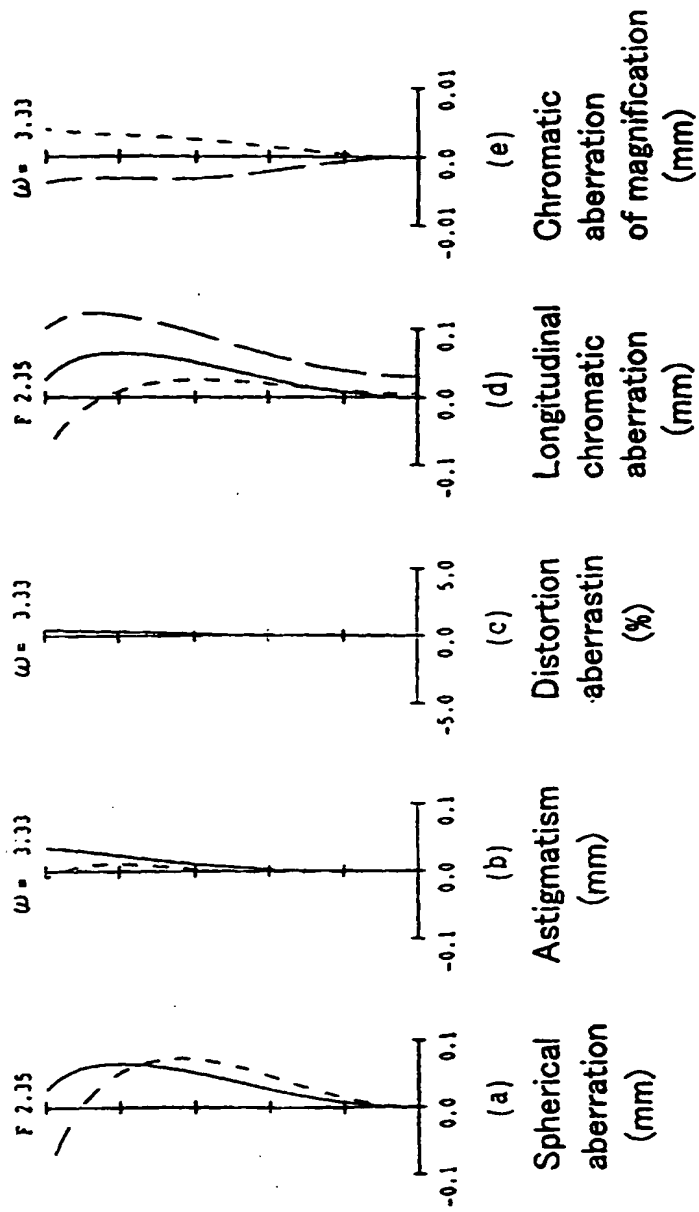 F 2.35
-0.1 0.0 0.1
(a)
Spherical
aberration
(mm)
ω= 3.33
-0.1 0.0 0.1
(b)
Astigmatism
(mm)
ω= 3.33
-5.0 0.0 5.0
(c)
Distortion
aberrastin
(%)
F 2.35
-0.1 0.0 0.1
(d)
Longitudinal
chromatic
aberration
(mm)
ω= 3.33
-0.01 0.0 0.01
(e)
Chromatic
aberration
of magnification
(mm)